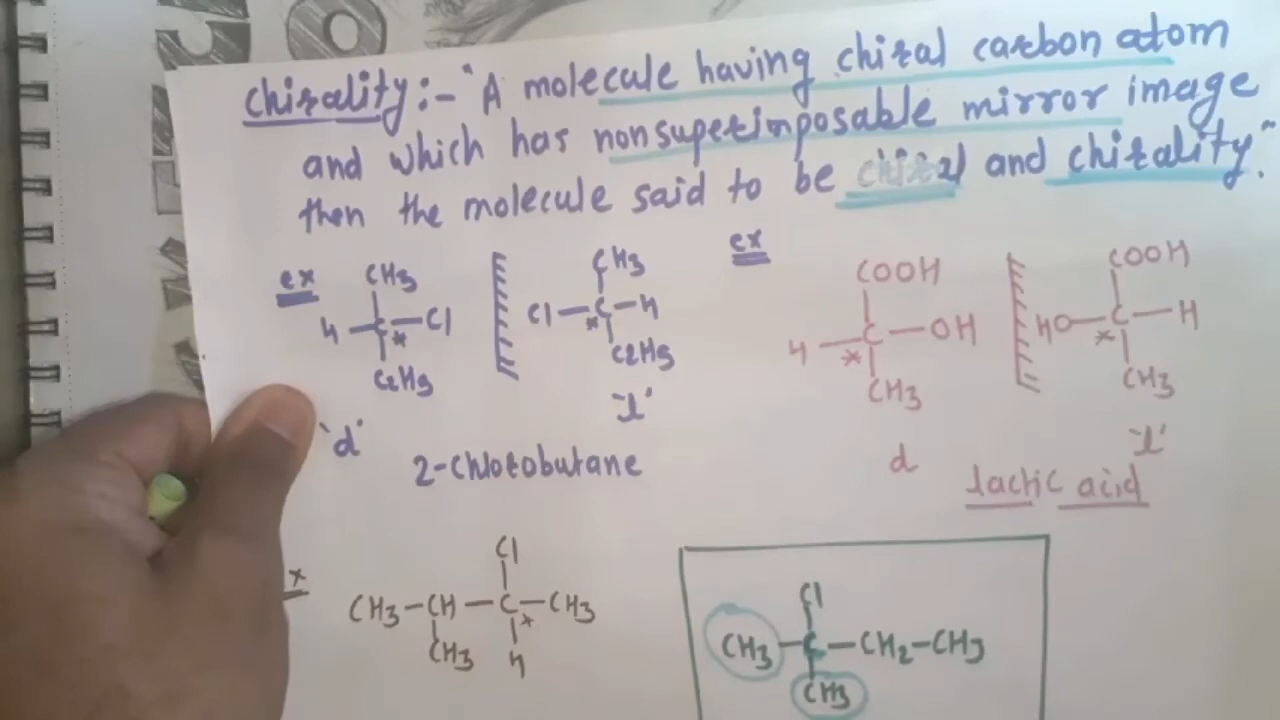 Chirality:- "A molecule having chiral carbon atom
and which has nonsuperimposable mirror image
then the molecule said to be chiral and chirality."
ex
CH3
H-C-Cl
*
C2H5
'd'
CH3
Cl-C-H
*
C2H5
'l'
2-chlorobutane
ex
COOH
H-C-OH
*
CH3
d
COOH
HO-C-H
*
CH3
'l'
lactic acid
x
Cl
CH3-CH-C-CH3
*
CH3 H
Cl
CH3-C-CH2-CH3
CH3